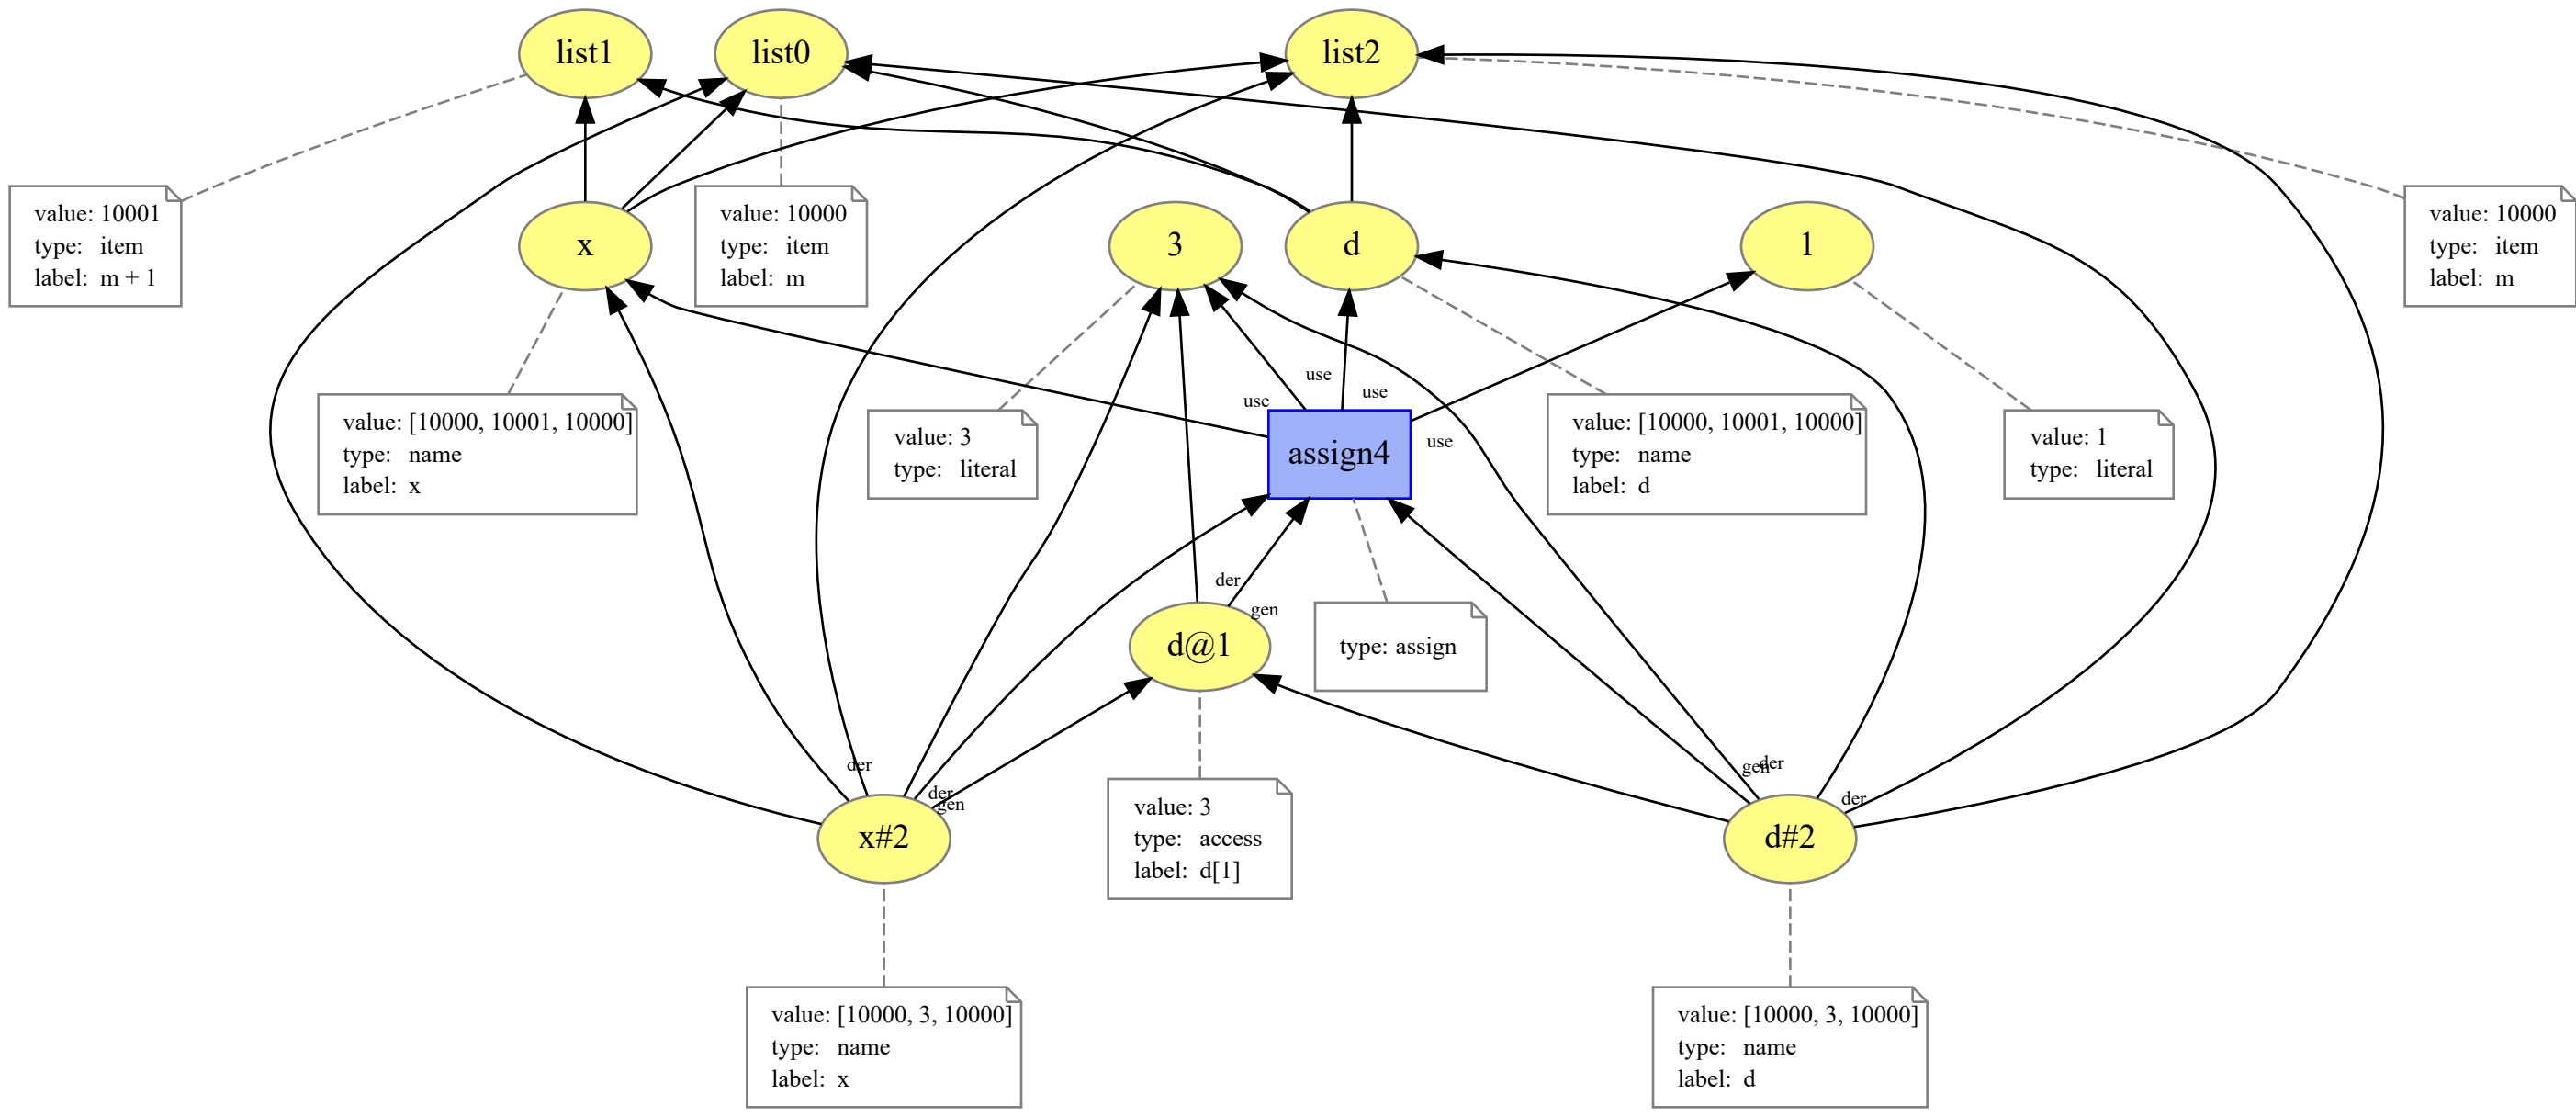 list1
list0
list2
value: 10001
type: item
label: m + 1
x
value: 10000
type: item
label: m
3
d
1
value: 10000
type: item
label: m
value: [10000, 10001, 10000]
type: name
label: x
value: 3
type: literal
use
use
use
use
assign4
value: [10000, 10001, 10000]
type: name
label: d
value: 1
type: literal
der
gen
d@1
type: assign
der
der
gen
gen
der
der
x#2
value: 3
type: access
label: d[1]
d#2
value: [10000, 3, 10000]
type: name
label: x
value: [10000, 3, 10000]
type: name
label: d